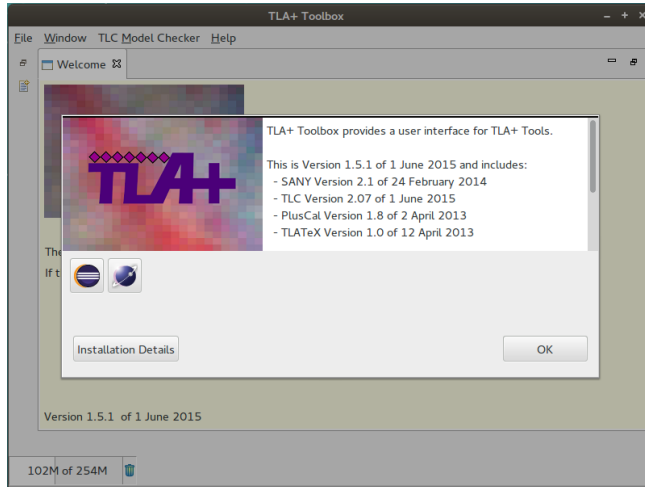 TLA+ Toolbox
File Window TLC Model Checker Help
Welcome
TLA+ Toolbox provides a user interface for TLA+ Tools.
TLA+
This is Version 1.5.1 of 1 June 2015 and includes:
- SANY Version 2.1 of 24 February 2014
- TLC Version 2.07 of 1 June 2015
- PlusCal Version 1.8 of 2 April 2013
- TLATeX Version 1.0 of 12 April 2013
The
If t
Installation Details
OK
Version 1.5.1 of 1 June 2015
102M of 254M